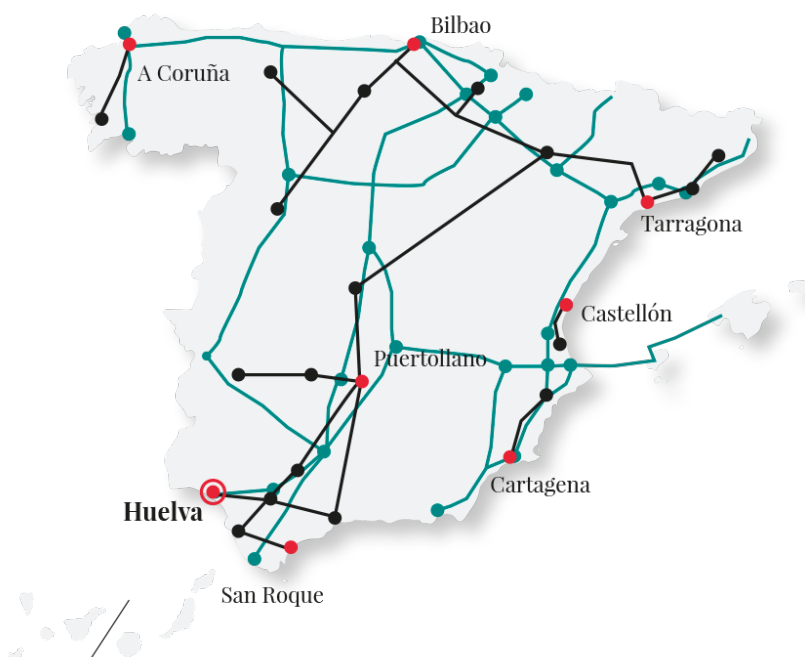 Bilbao
A Coruña
Tarragona
Castellón
Puertollano
Cartagena
Huelva
San Roque